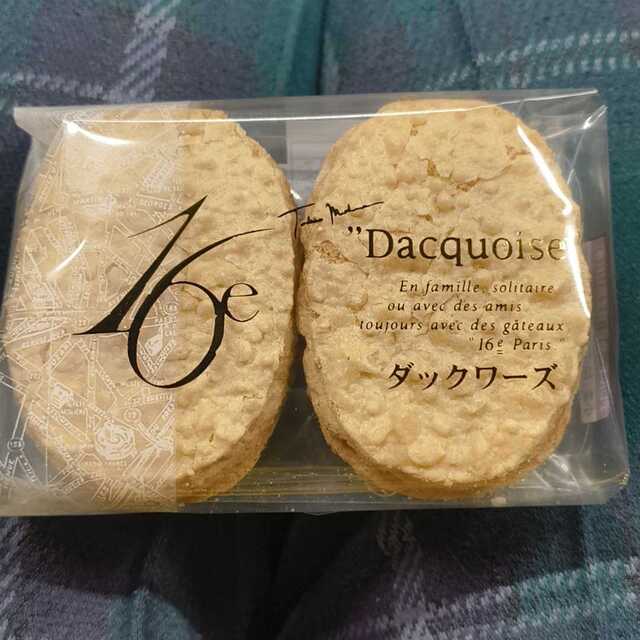 16e
"Dacquoise
En famille, solitaire
ou avec des amis
toujours avec des gâteaux
"16e Paris"
ダックワーズ